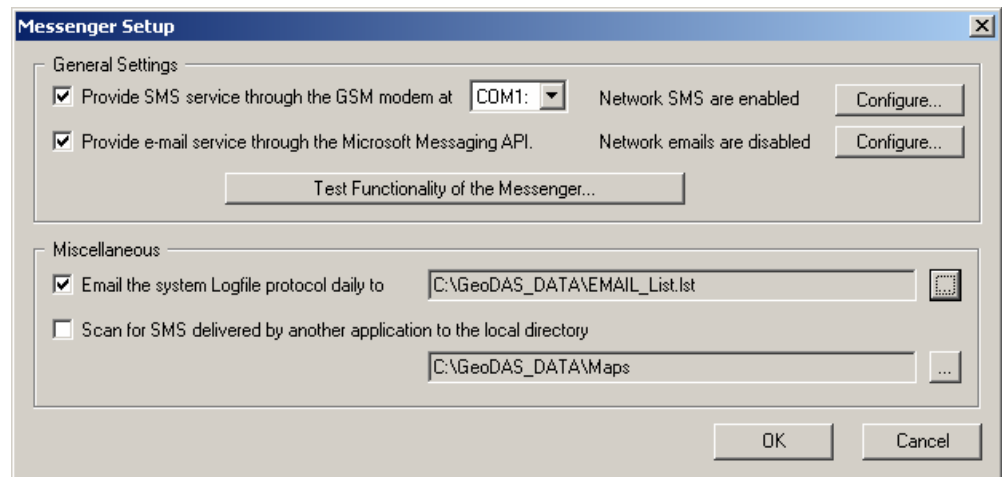 Messenger Setup
General Settings
Provide SMS service through the GSM modem at COM1: Network SMS are enabled Configure...
Provide e-mail service through the Microsoft Messaging API. Network emails are disabled Configure...
Test Functionality of the Messenger...
Miscellaneous
Email the system Logfile protocol daily to C:\GeoDAS_DATA\EMAIL_List.lst ...
Scan for SMS delivered by another application to the local directory
C:\GeoDAS_DATA\Maps ...
OK Cancel